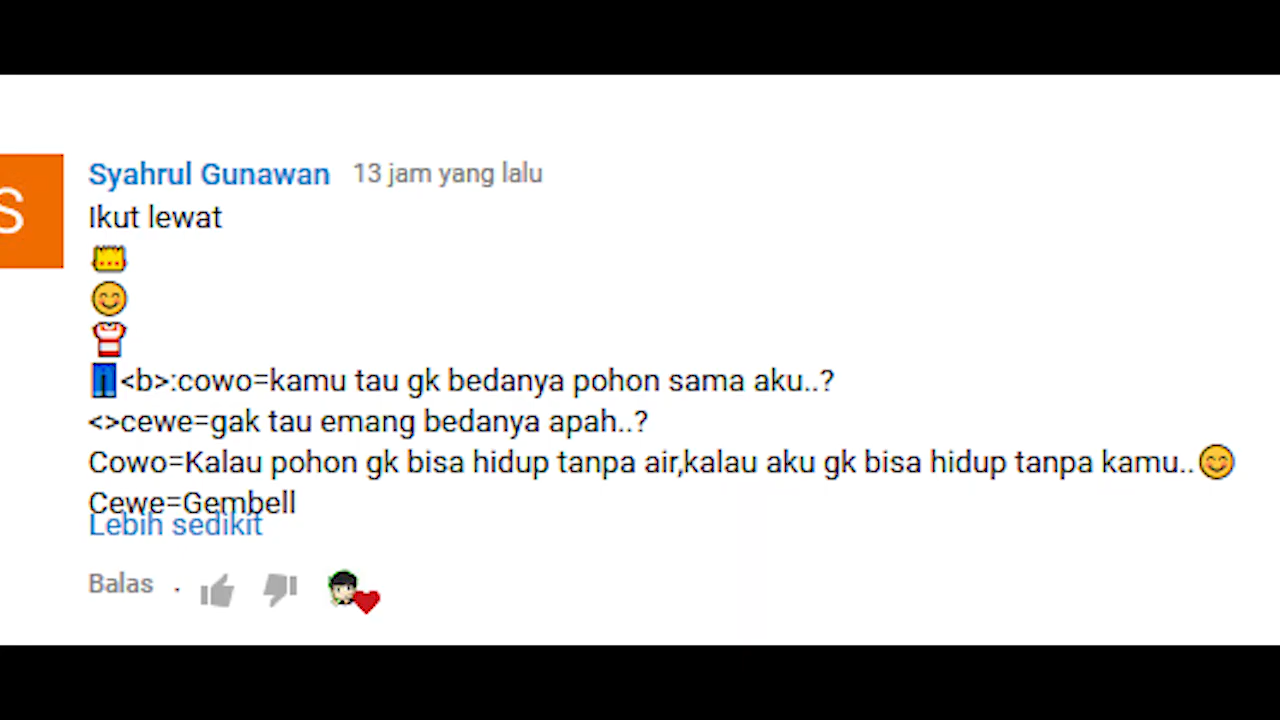 S
Syahrul Gunawan 13 jam yang lalu
Ikut lewat
😊
<b>:cowo=kamu tau gk bedanya pohon sama aku..?
<>cewe=gak tau emang bedanya apah..?
Cowo=Kalau pohon gk bisa hidup tanpa air,kalau aku gk bisa hidup tanpa kamu..😊
Cewe=Gembell
Lebih sedikit
Balas .